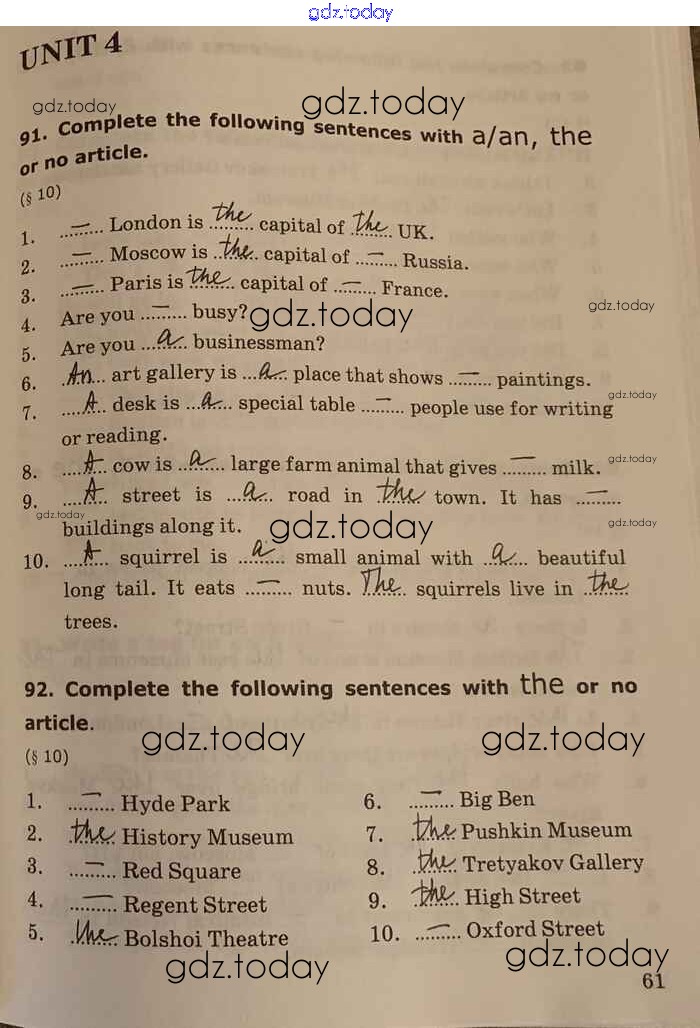 gdz.today
UNIT 4
gdz.today gdz.today
91. Complete the following sentences with a/an, the
or no article.
(§ 10)
1. ...—... London is ..the.. capital of .the.. UK.
2. ...—... Moscow is ..the.. capital of ...—... Russia.
3. ...—... Paris is the... capital of ...—... France.
gdz.today
4. Are you ...—... busy? gdz.today
5. Are you ...a... businessman?
6. .An... art gallery is ...a... place that shows ...—... paintings.
gdz.today
7. ....A.. desk is ...a... special table ...—... people use for writing
or reading.
8. ....A.. cow is ...a... large farm animal that gives ...—... milk. gdz.today
9. ....A.. street is ...a... road in .the.. town. It has ...—...
gdz.today gdz.today gdz.today
buildings along it.
10. ....A.. squirrel is ...a... small animal with ..a... beautiful
long tail. It eats ...—... nuts. .The.. squirrels live in .the..
trees.
92. Complete the following sentences with the or no
article.
gdz.today gdz.today
(§ 10)
1. ...—... Hyde Park 6. ...—... Big Ben
2. .the.. History Museum 7. .the.. Pushkin Museum
3. ...—... Red Square 8. .the.. Tretyakov Gallery
4. ...—... Regent Street 9. .the.. High Street
5. .the.. Bolshoi Theatre 10. ...—... Oxford Street
gdz.today gdz.today
61